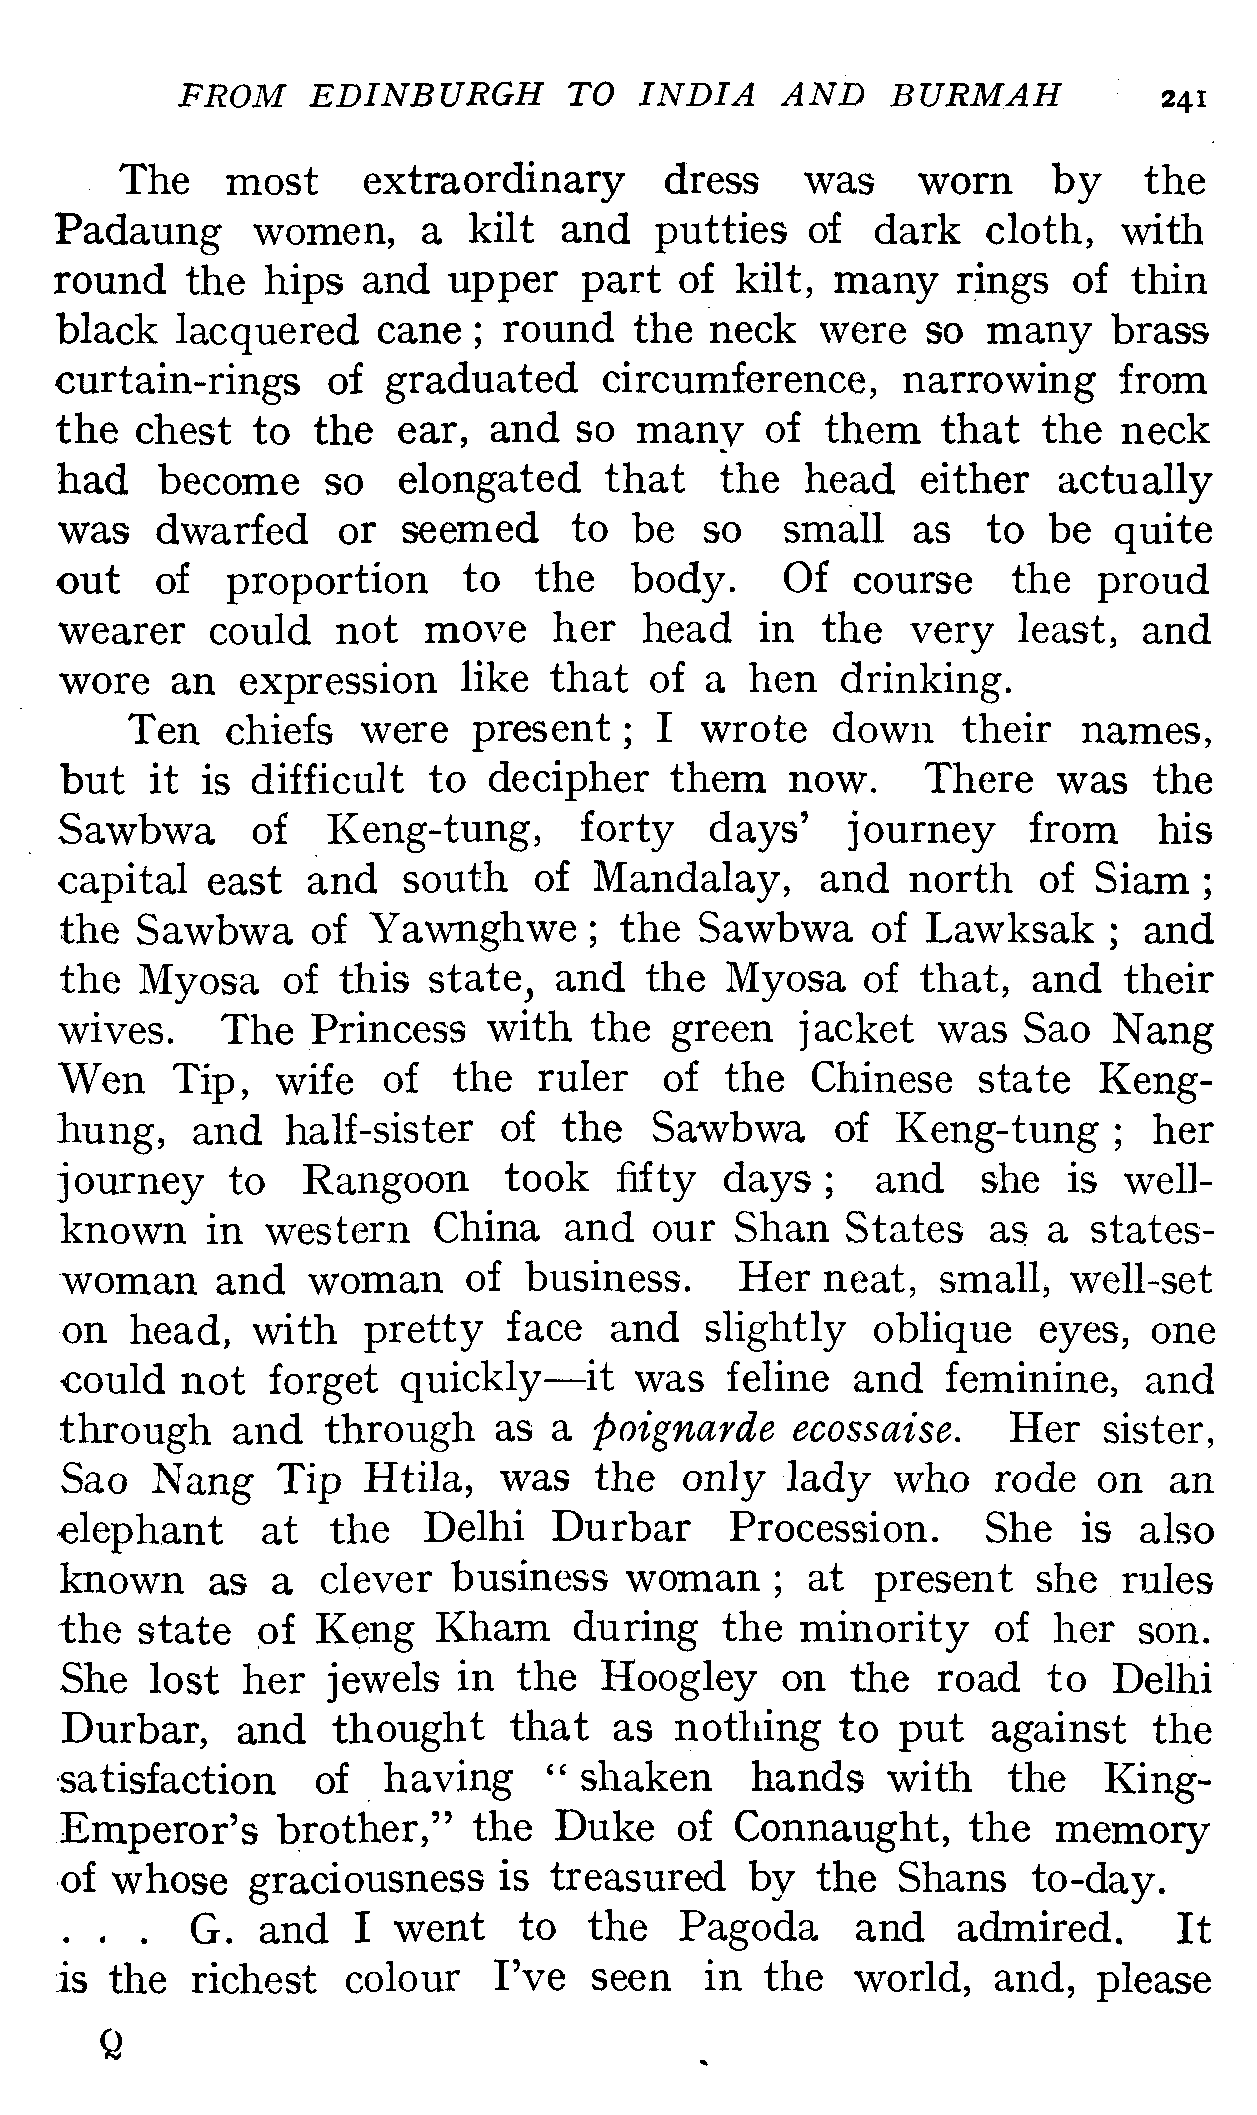 FROM EDINBURGH TO INDIA AND BURMAH 241
The most extraordinary dress was worn by the
Padaung women, a kilt and putties of dark cloth, with
round the hips and upper part of kilt, many rings of thin
black lacquered cane ; round the neck were so many brass
curtain-rings of graduated circumference, narrowing from
the chest to the ear, and so many of them that the neck
had become so elongated that the head either actually
was dwarfed or seemed to be so small as to be quite
out of proportion to the body. Of course the proud
wearer could not move her head in the very least, and
wore an expression like that of a hen drinking.
Ten chiefs were present ; I wrote down their names,
but it is difficult to decipher them now. There was the
Sawbwa of Keng-tung, forty days' journey from his
capital east and south of Mandalay, and north of Siam ;
the Sawbwa of Yawnghwe ; the Sawbwa of Lawksak ; and
the Myosa of this state, and the Myosa of that, and their
wives. The Princess with the green jacket was Sao Nang
Wen Tip, wife of the ruler of the Chinese state Keng-
hung, and half-sister of the Sawbwa of Keng-tung ; her
journey to Rangoon took fifty days ; and she is well-
known in western China and our Shan States as a states-
woman and woman of business. Her neat, small, well-set
on head, with pretty face and slightly oblique eyes, one
could not forget quickly—it was feline and feminine, and
through and through as a poignarde ecossaise. Her sister,
Sao Nang Tip Htila, was the only lady who rode on an
elephant at the Delhi Durbar Procession. She is also
known as a clever business woman ; at present she rules
the state of Keng Kham during the minority of her son.
She lost her jewels in the Hoogley on the road to Delhi
Durbar, and thought that as nothing to put against the
satisfaction of having " shaken hands with the King-
Emperor's brother," the Duke of Connaught, the memory
of whose graciousness is treasured by the Shans to-day.
. . . G. and I went to the Pagoda and admired. It
is the richest colour I've seen in the world, and, please
Q